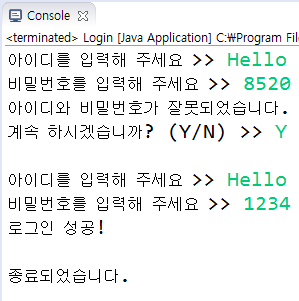 Console
<terminated> Login [Java Application] C:\Program File
아이디를 입력해 주세요 >> Hello
비밀번호를 입력해 주세요 >> 8520
아이디와 비밀번호가 잘못되었습니다.
계속 하시겠습니까? (Y/N) >> Y
아이디를 입력해 주세요 >> Hello
비밀번호를 입력해 주세요 >> 1234
로그인 성공!
종료되었습니다.